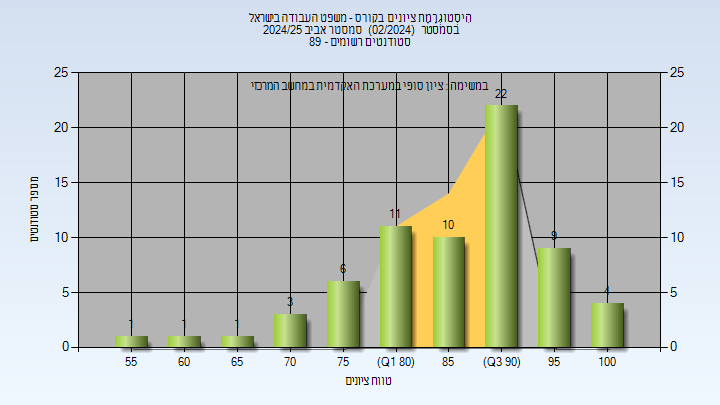 היסטוגרמת ציונים בקורס - משפט העבודה בישראל
בסמסטר (02/2024) סמסטר אביב 2024/25
סטודנטים רשומים - 89
במשימה : ציון סופי במערכת האקדמית במחשב המרכזי
25 25
20 20
15 15
10 10
5 5
0 0
מספר סטודנטים
1 1 1 3 6 11 10 22 9 4
55 60 65 70 75 (Q1 80) 85 (Q3 90) 95 100
טווח ציונים